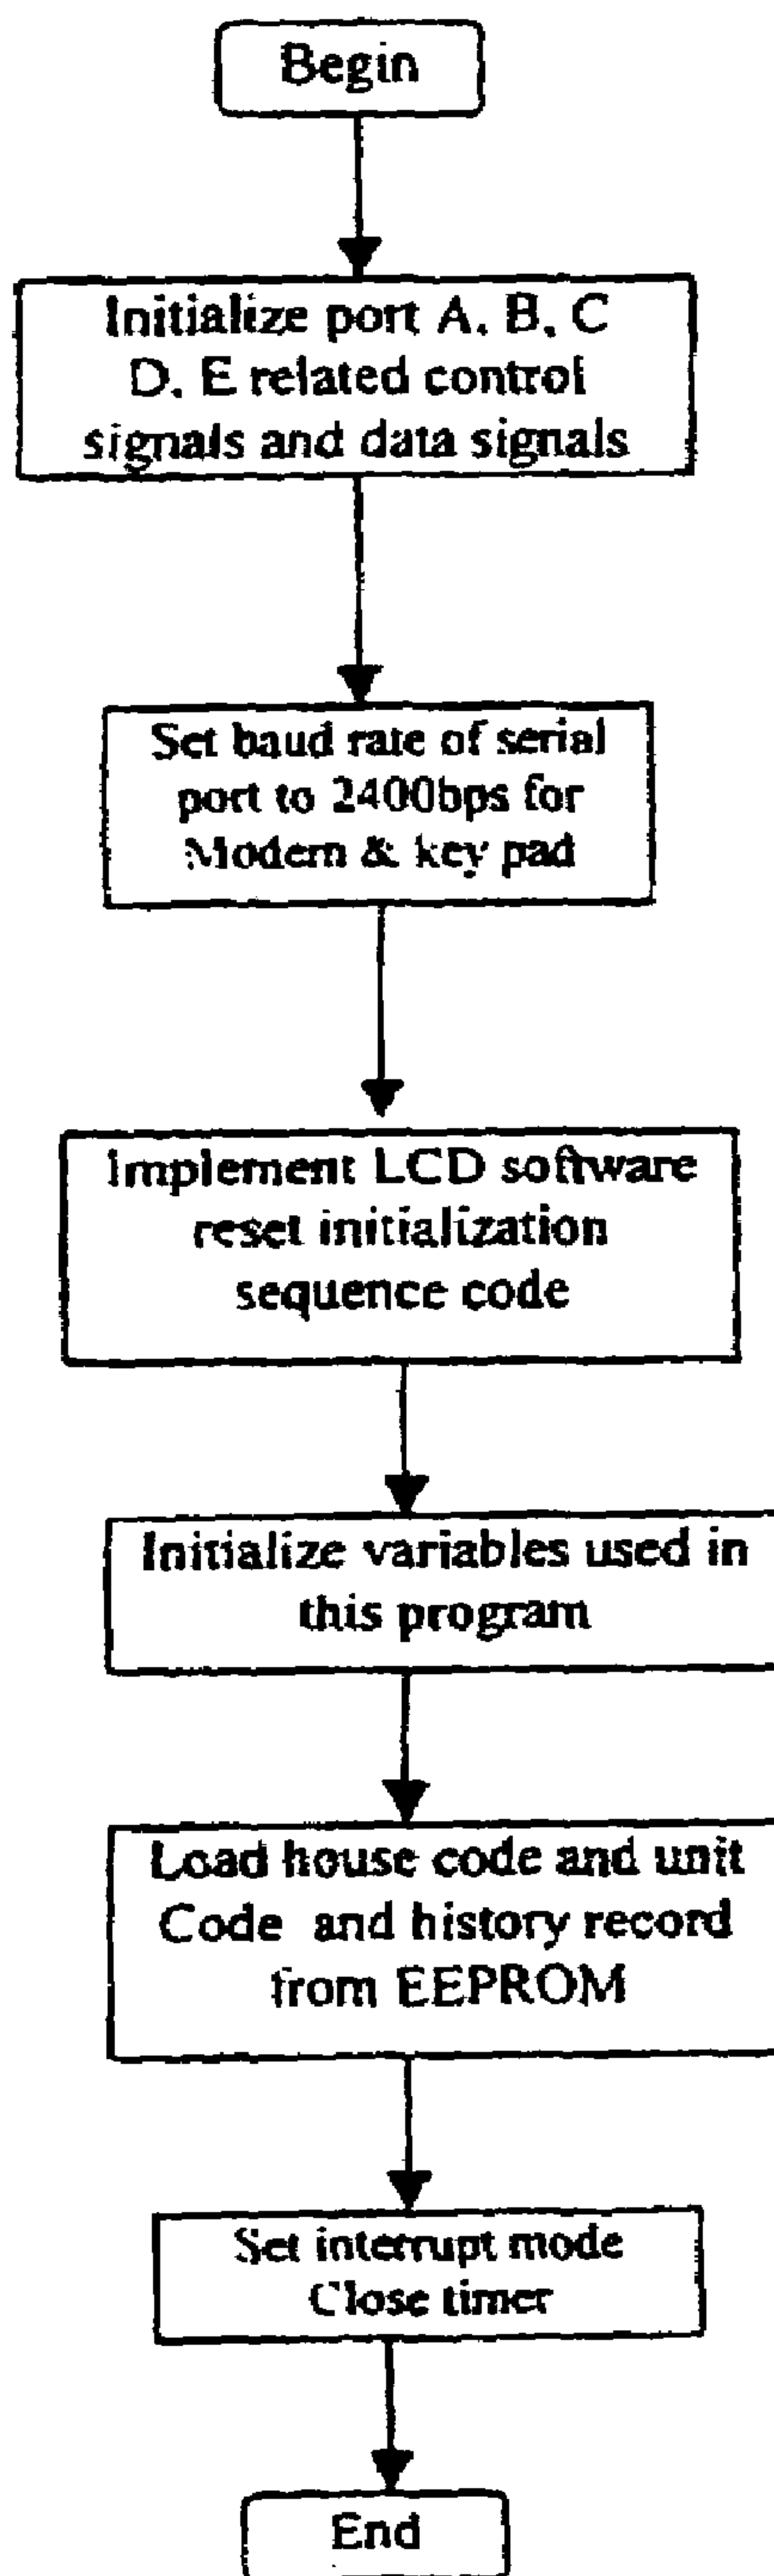 Begin
Initialize port A, B, C
D, E related control
signals and data signals
Set baud rate of serial
port to 2400bps for
Modem & key pad
Implement LCD software
reset initialization
sequence code
Initialize variables used in
this program
Load house code and unit
Code and history record
from EEPROM
Set interrupt mode
Close timer
End